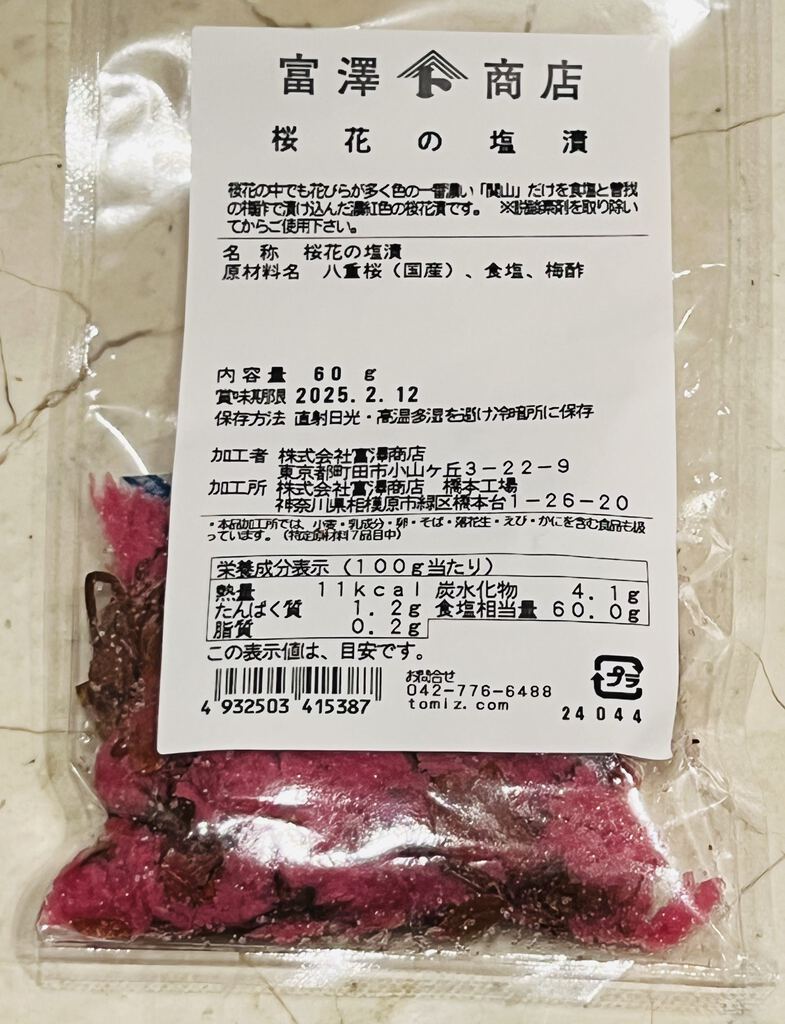 富澤 ト 商店
桜花の塩漬
桜花の中でも花びらが多く色の一番濃い「関山」だけを食塩と曽我
の梅酢で漬け込んだ濃紅色の桜花漬です。 ※脱酸素剤を取り除い
てからご使用下さい。
名 称 桜花の塩漬
原材料名 八重桜(国産)、食塩、梅酢
内容量 60 g
賞味期限 2025.2.12
保存方法 直射日光・高温多湿を避け冷暗所に保存
加工者 株式会社富澤商店
東京都町田市小山ヶ丘3-22-9
加工所 株式会社富澤商店 橋本工場
神奈川県相模原市緑区橋本台1-26-20
・本品加工所では、小麦・乳成分・卵・そば・落花生・えび・かにを含む食品も扱
っています。(特定原材料7品目中)
栄養成分表示(100g当たり)
熱量 11kcal 炭水化物 4.1g
たんぱく質 1.2g 食塩相当量 60.0g
脂質 0.2g
この表示値は、目安です。
お問合せ
042-776-6488
tomiz.com
プラ
4 932503 415387
24044